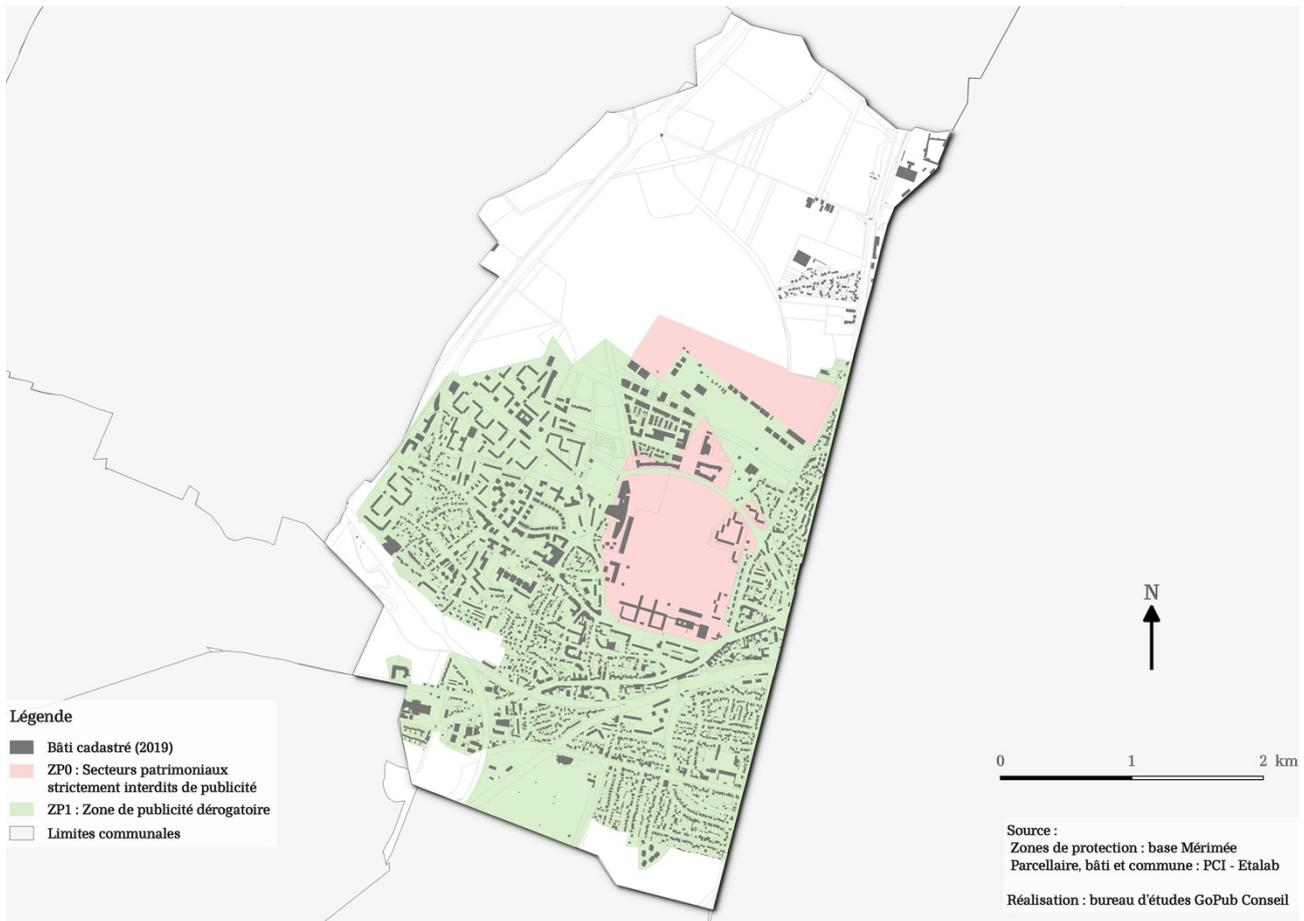 Légende
Bâti cadastré (2019)
ZP0 : Secteurs patrimoniaux
strictement interdits de publicité
ZP1 : Zone de publicité dérogatoire
Limites communales
N
0 1 2 km
Source :
Zones de protection : base Mérimée
Parcellaire, bâti et commune : PCI - Etalab
Réalisation : bureau d'études GoPub Conseil